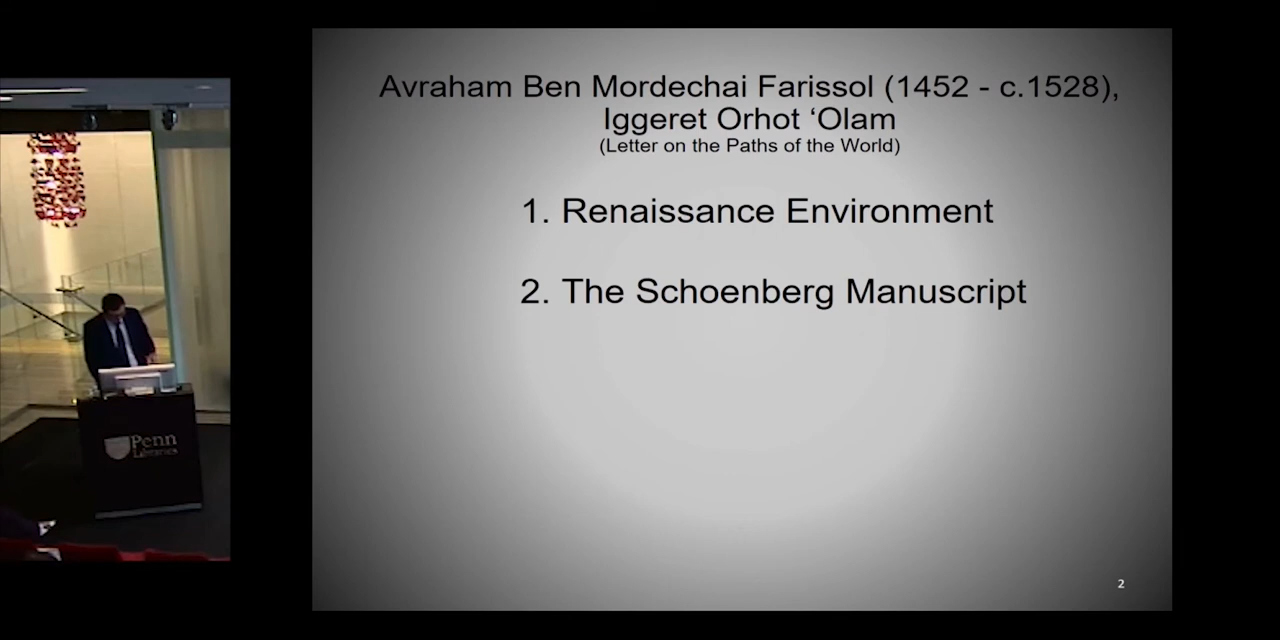 Avraham Ben Mordechai Farissol (1452 - c.1528),
Iggeret Orhot ‘Olam
(Letter on the Paths of the World)
1. Renaissance Environment
2. The Schoenberg Manuscript
2
Penn
Libraries